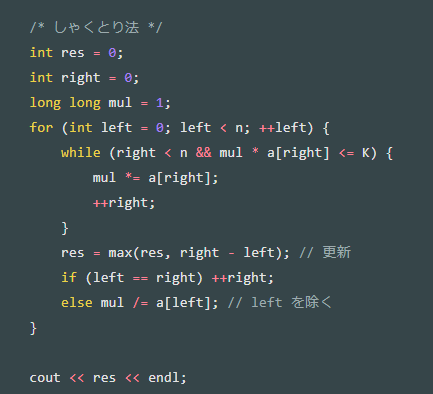 /* しゃくとり法 */
int res = 0;
int right = 0;
long long mul = 1;
for (int left = 0; left < n; ++left) {
    while (right < n && mul * a[right] <= K) {
        mul *= a[right];
        ++right;
    }
    res = max(res, right - left); // 更新
    if (left == right) ++right;
    else mul /= a[left]; // left を除く
}

cout << res << endl;